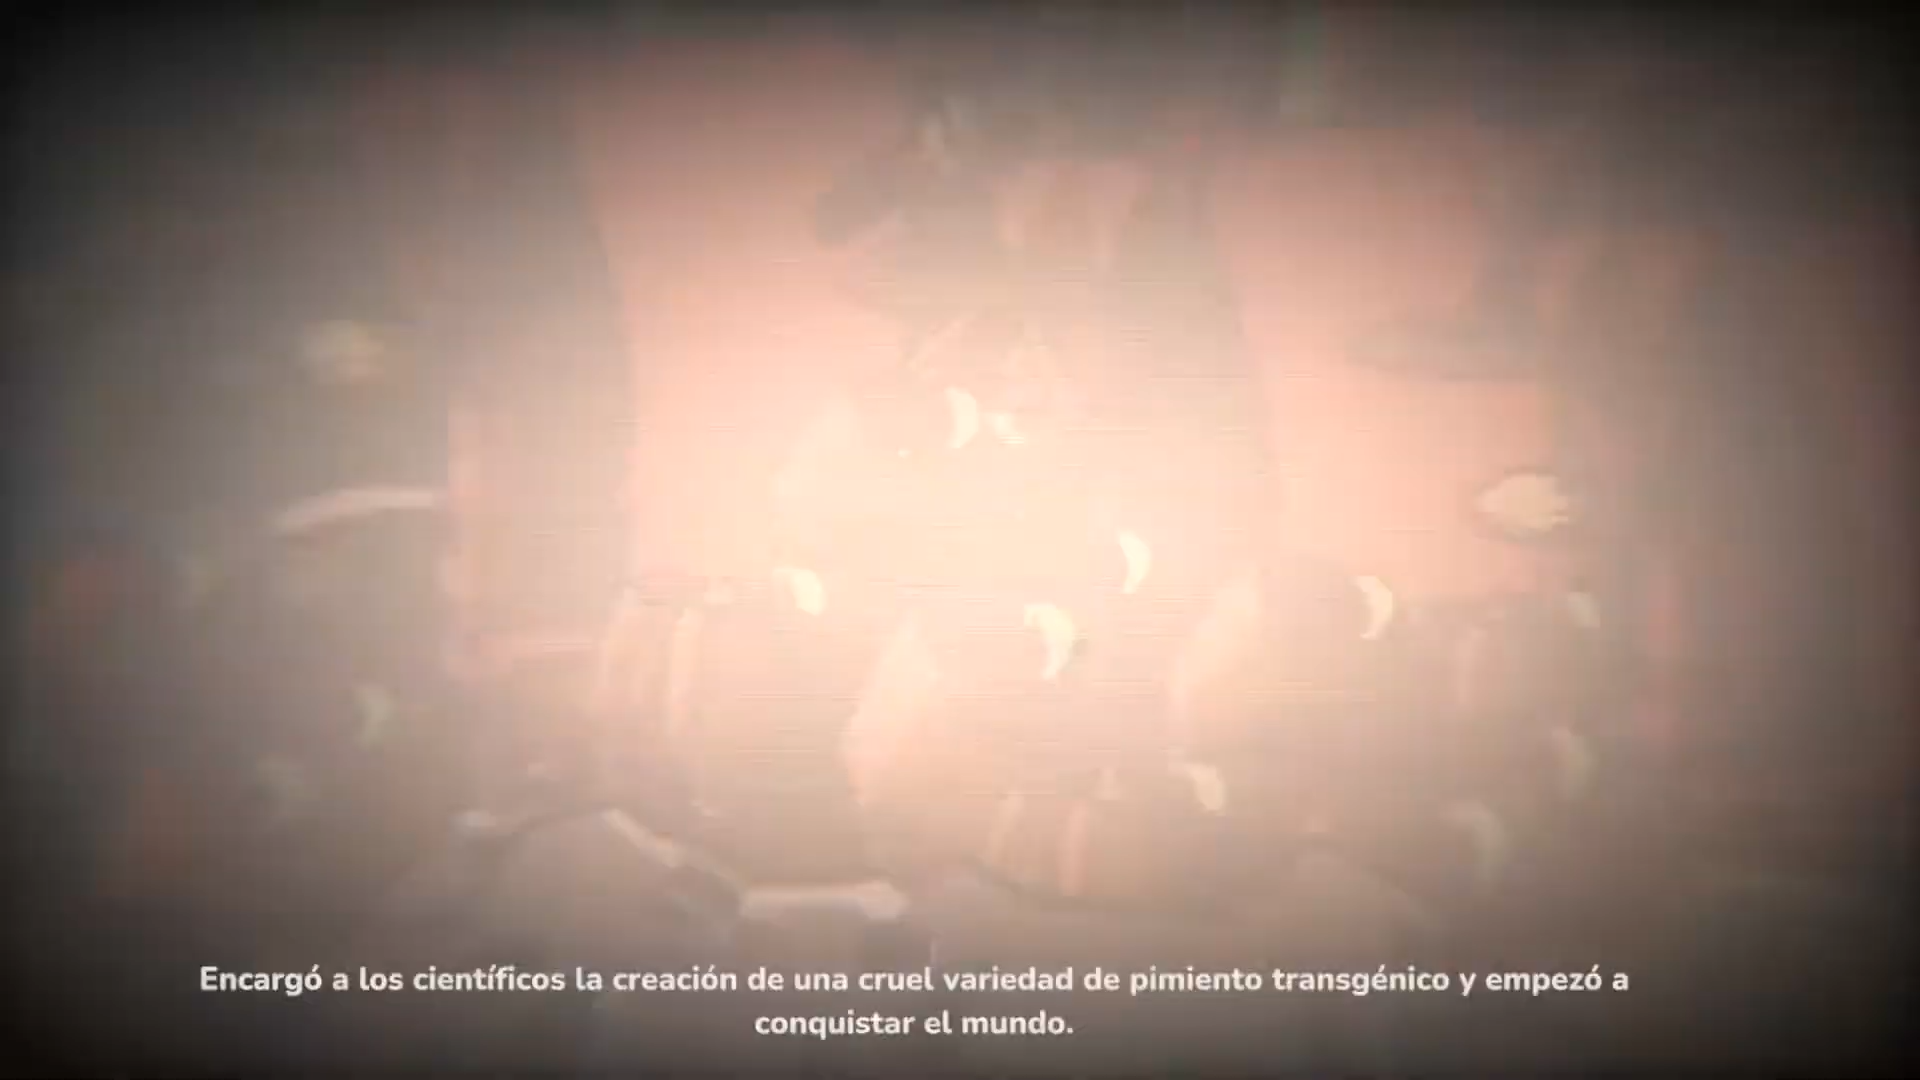 Encargó a los científicos la creación de una cruel variedad de pimiento transgénico y empezó a
conquistar el mundo.